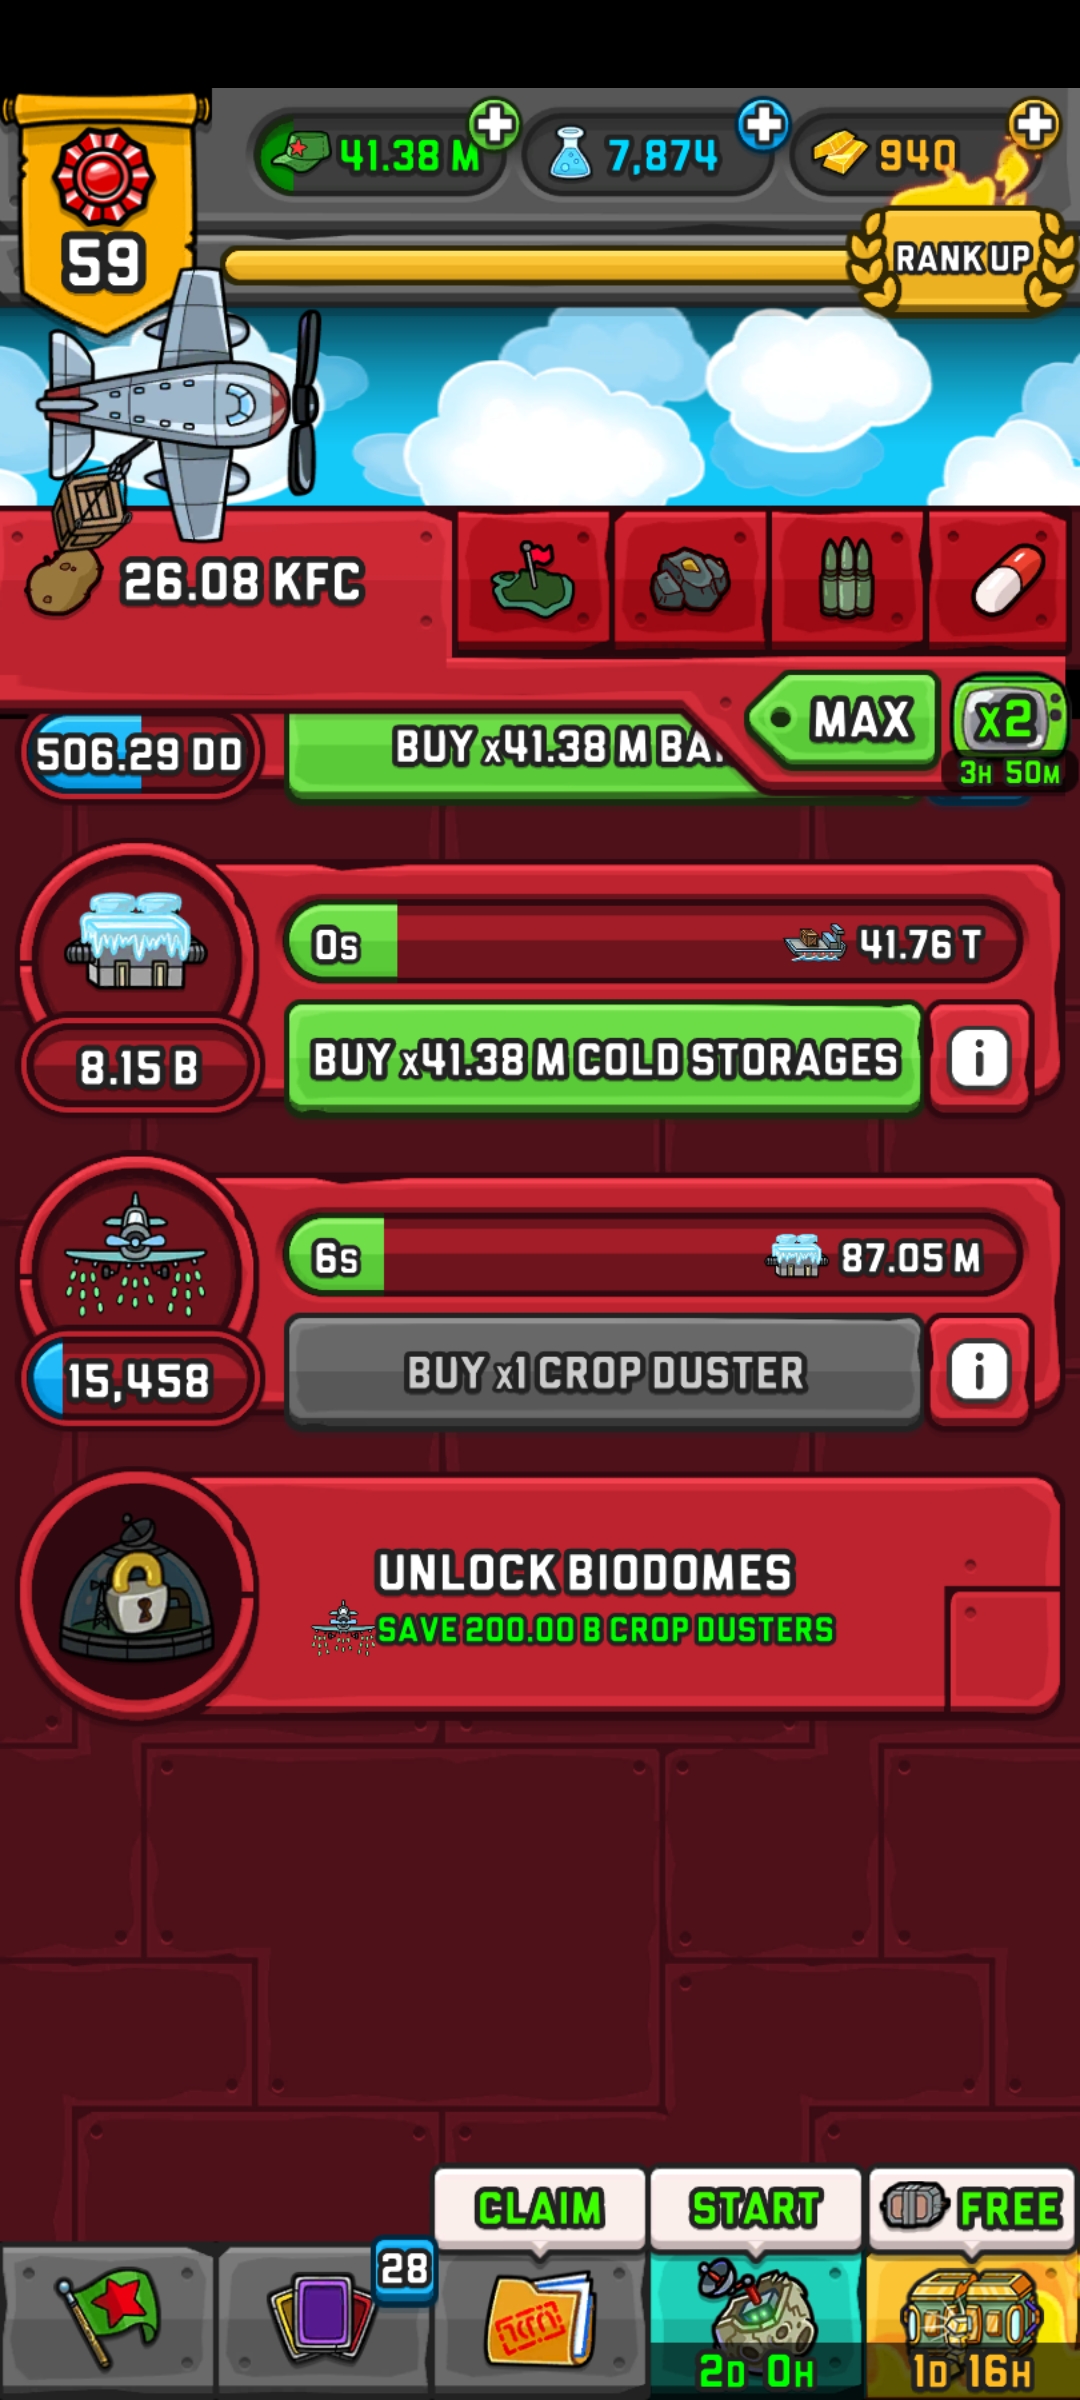 41.38 M
7,874
940
59
RANK UP
26.08 KFC
MAX
x2
3H 50M
506.29 DD
BUY x41.38 M BA
0s
41.76 T
8.15 B
BUY x41.38 M COLD STORAGES
i
6s
87.05 M
15,458
BUY x1 CROP DUSTER
i
UNLOCK BIODOMES
SAVE 200.00 B CROP DUSTERS
CLAIM
START
FREE
28
2D 0H
1D 16H